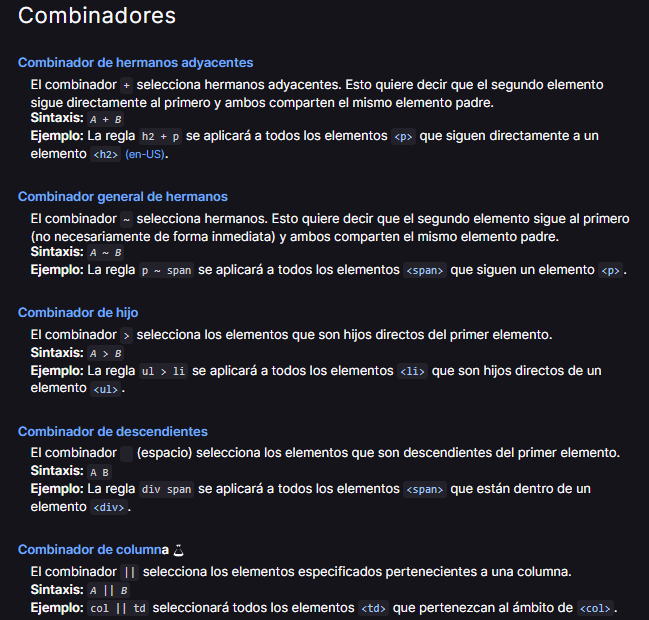 Combinadores
Combinador de hermanos adyacentes
El combinador + selecciona hermanos adyacentes. Esto quiere decir que el segundo elemento
sigue directamente al primero y ambos comparten el mismo elemento padre.
Sintaxis: A + B
Ejemplo: La regla h2 + p se aplicará a todos los elementos <p> que siguen directamente a un
elemento <h2> (en-US).
Combinador general de hermanos
El combinador ~ selecciona hermanos. Esto quiere decir que el segundo elemento sigue al primero
(no necesariamente de forma inmediata) y ambos comparten el mismo elemento padre.
Sintaxis: A ~ B
Ejemplo: La regla p ~ span se aplicará a todos los elementos <span> que siguen un elemento <p>.
Combinador de hijo
El combinador > selecciona los elementos que son hijos directos del primer elemento.
Sintaxis: A > B
Ejemplo: La regla ul > li se aplicará a todos los elementos <li> que son hijos directos de un
elemento <ul>.
Combinador de descendientes
El combinador (espacio) selecciona los elementos que son descendientes del primer elemento.
Sintaxis: A B
Ejemplo: La regla div span se aplicará a todos los elementos <span> que están dentro de un
elemento <div>.
Combinador de columna
El combinador || selecciona los elementos especificados pertenecientes a una columna.
Sintaxis: A || B
Ejemplo: col || td seleccionará todos los elementos <td> que pertenezcan al ámbito de <col>.